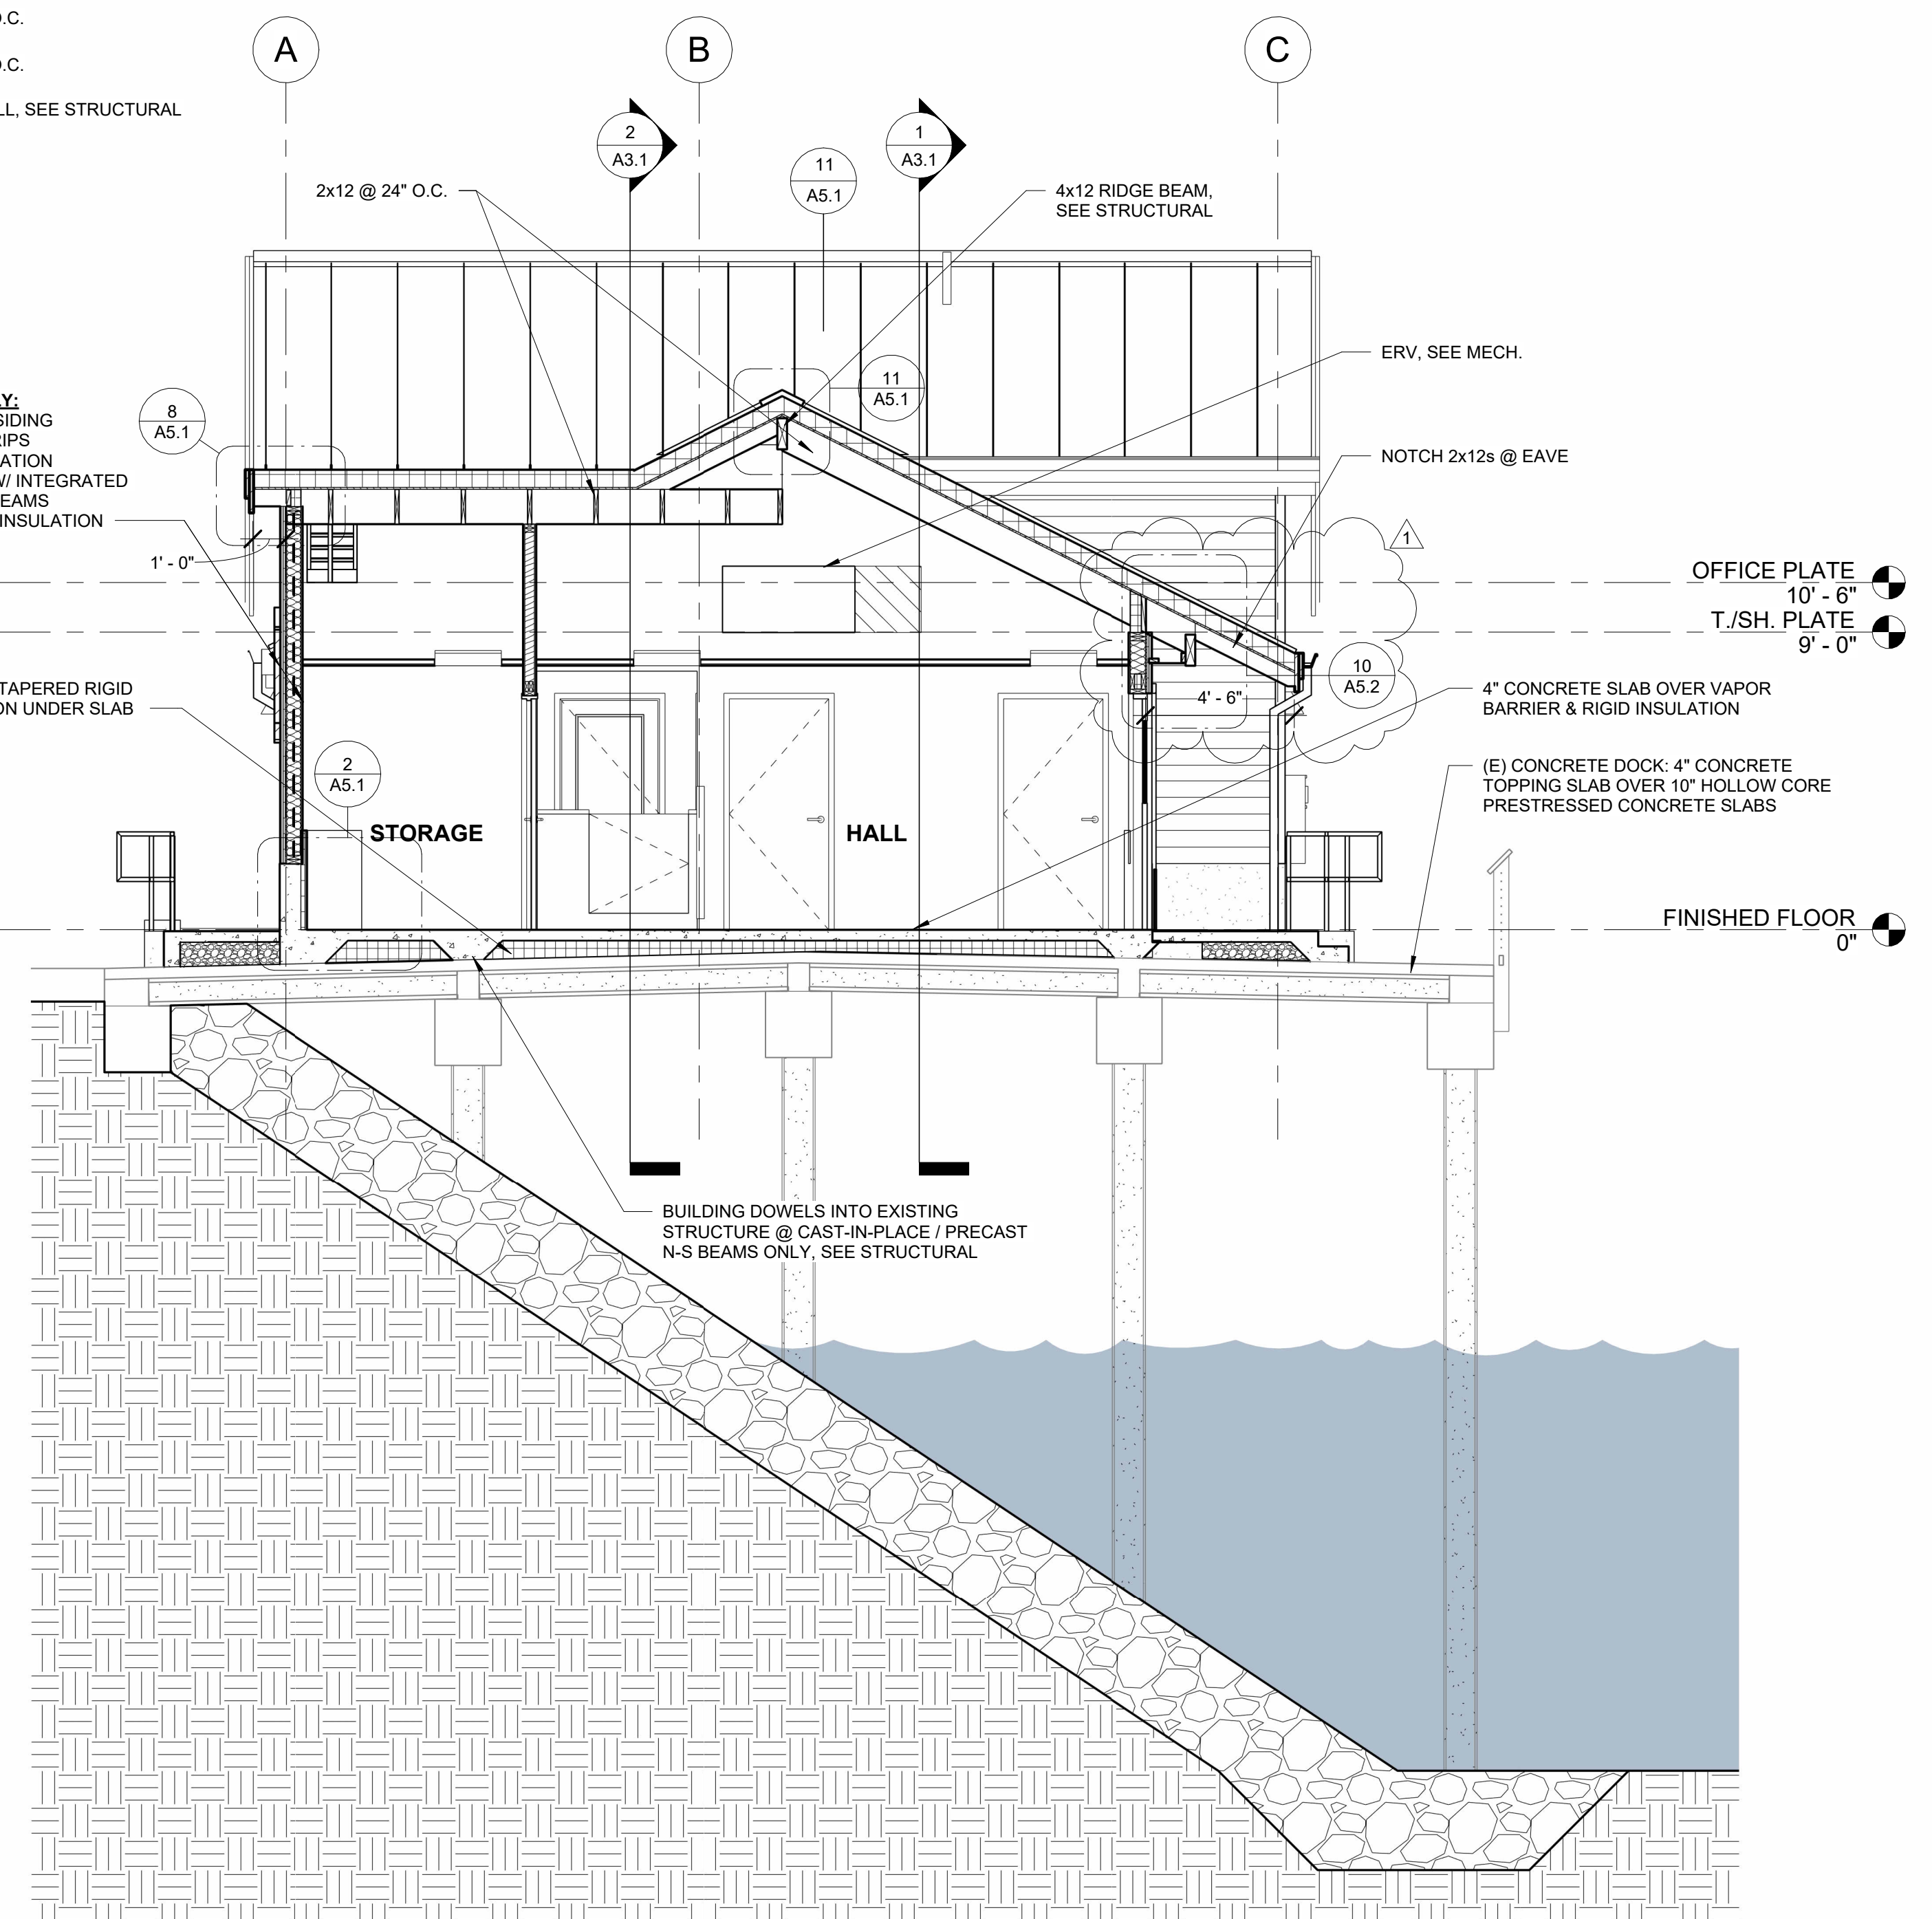 O.C.
A
B
C
O.C.
LL, SEE STRUCTURAL
2
A3.1
1
A3.1
11
A5.1
2x12 @ 24" O.C.
4x12 RIDGE BEAM,
SEE STRUCTURAL
ERV, SEE MECH.
11
A5.1
LY:
SIDING
RIPS
ATION
W/ INTEGRATED
EAMS
INSULATION
8
A5.1
NOTCH 2x12s @ EAVE
1
1' - 0"
OFFICE PLATE
10' - 6"
T./SH. PLATE
9' - 0"
10
A5.2
4' - 6"
TAPERED RIGID
ON UNDER SLAB
4" CONCRETE SLAB OVER VAPOR
BARRIER & RIGID INSULATION
2
A5.1
(E) CONCRETE DOCK: 4" CONCRETE
TOPPING SLAB OVER 10" HOLLOW CORE
PRESTRESSED CONCRETE SLABS
STORAGE
HALL
FINISHED FLOOR
0"
BUILDING DOWELS INTO EXISTING
STRUCTURE @ CAST-IN-PLACE / PRECAST
N-S BEAMS ONLY, SEE STRUCTURAL